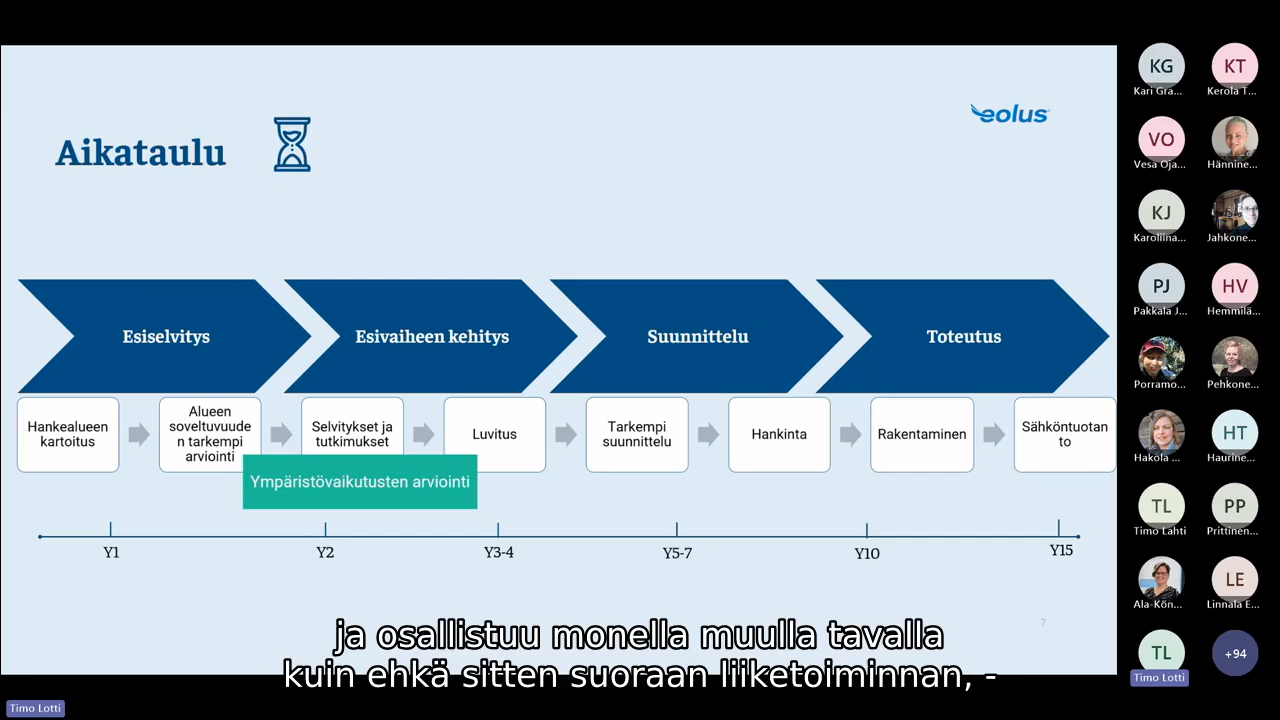 eolus
Aikataulu
Esiselvitys
Esivaiheen kehitys
Suunnittelu
Toteutus
Hankealueen
kartoitus
Alueen
soveltuvuude
n tarkempi
arviointi
Selvitykset ja
tutkimukset
Luvitus
Tarkempi
suunnittelu
Hankinta
Rakentaminen
Sähköntuotan
to
Ympäristövaikutusten arviointi
Y1
Y2
Y3-4
Y5-7
Y10
Y15
7
ja osallistuu monella muulla tavalla
kuin ehkä sitten suoraan liiketoiminnan, -
Timo Lotti
KG
Kari Gra...
KT
Kerola T...
VO
Vesa Oja...
Hännine...
KJ
Karoliina...
Jahkone...
PJ
Pakkala J...
HV
Hemmilä...
Porramo...
Pehkone...
Hakola ...
HT
Haurine...
TL
Timo Lahti
PP
Prittinen...
Ala-Kön...
LE
Linnala E...
TL
Timo Lotti
+94